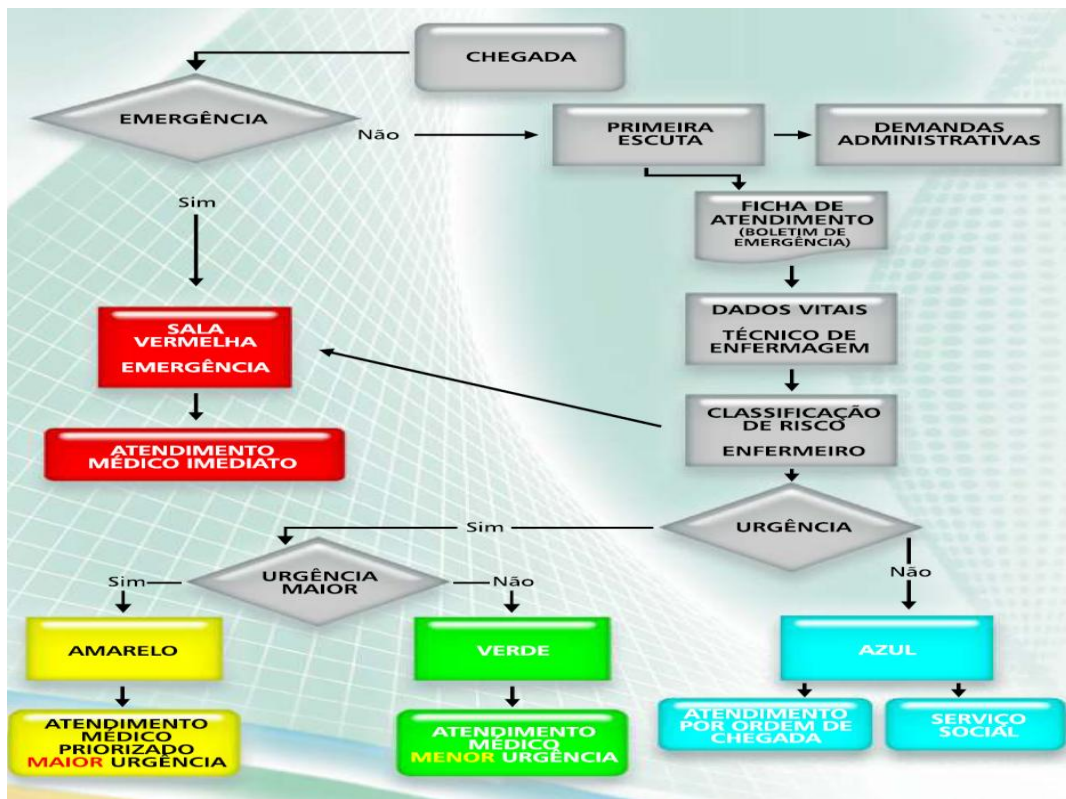 CHEGADA
EMERGÊNCIA
Não
PRIMEIRA
ESCUTA
DEMANDAS
ADMINISTRATIVAS
Sim
FICHA DE
ATENDIMENTO
(BOLETIM DE
EMERGÊNCIA)
SALA
VERMELHA
EMERGÊNCIA
DADOS VITAIS
TÉCNICO DE
ENFERMAGEM
ATENDIMENTO
MÉDICO IMEDIATO
CLASSIFICAÇÃO
DE RISCO
ENFERMEIRO
URGÊNCIA
Sim
Não
URGÊNCIA
MAIOR
Sim
Não
AMARELO
VERDE
AZUL
ATENDIMENTO
MÉDICO
PRIORIZADO
MAIOR URGÊNCIA
ATENDIMENTO
MÉDICO
MENOR URGÊNCIA
ATENDIMENTO
POR ORDEM DE
CHEGADA
SERVIÇO
SOCIAL